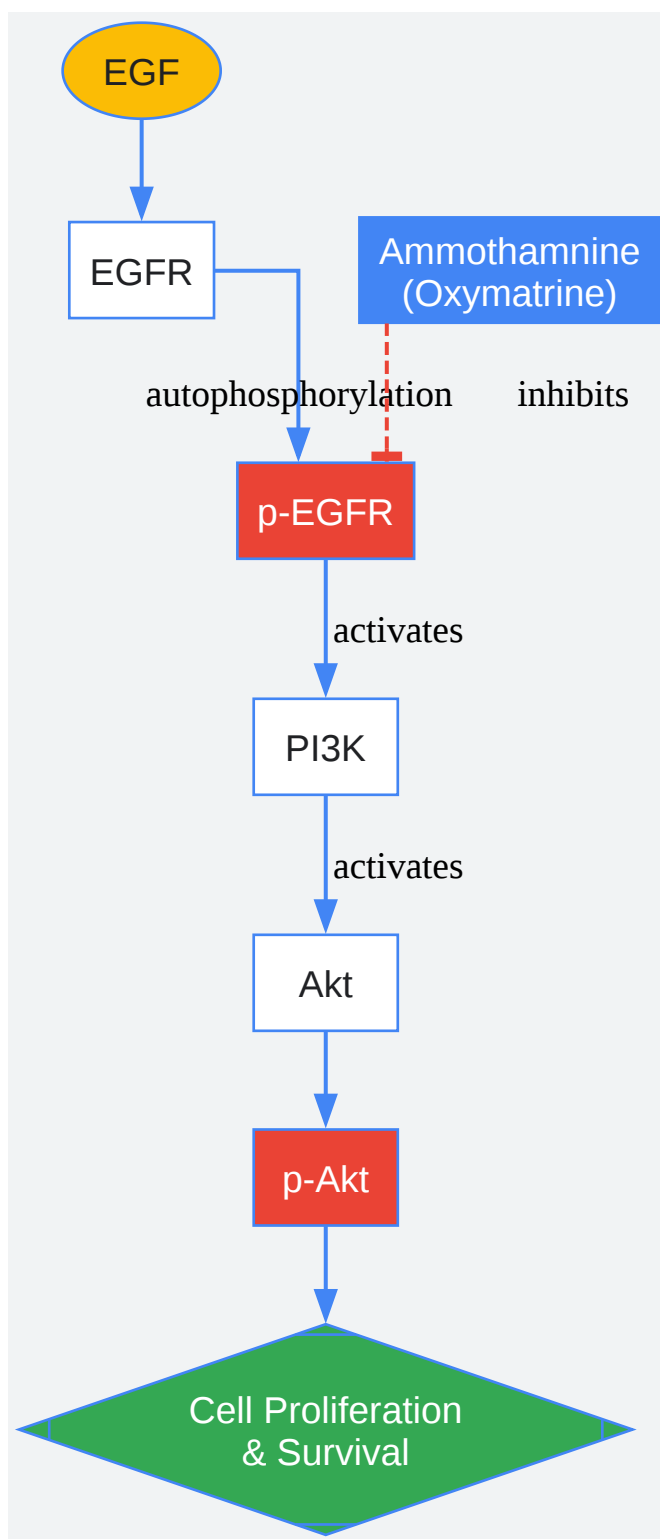 EGF
EGFR
Ammothamnine
(Oxymatrine)
autophosphorylation
inhibits
p-EGFR
activates
PI3K
activates
Akt
p-Akt
Cell Proliferation
& Survival